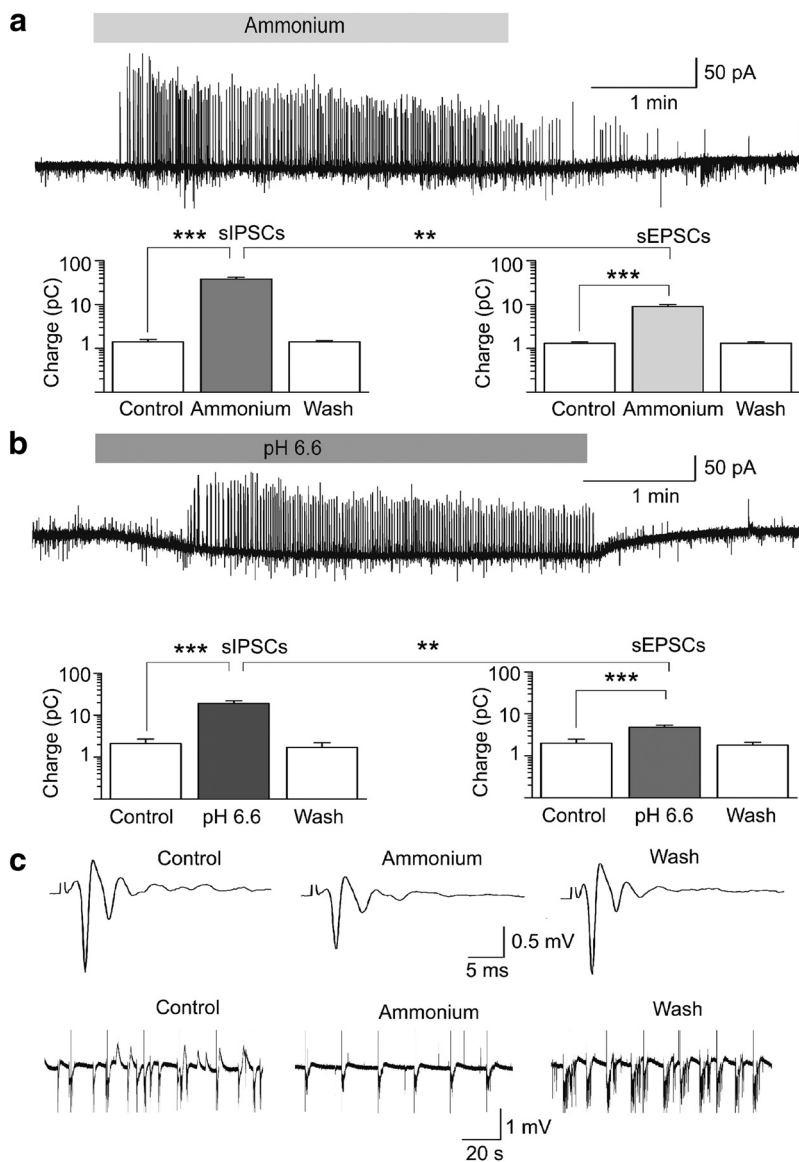 a
Ammonium
50 pA
1 min
*** sIPSCs ** sEPSCs
***
Charge (pC)
100
10
1
Control Ammonium Wash
Charge (pC)
100
10
1
Control Ammonium Wash
b
pH 6.6
50 pA
1 min
*** sIPSCs ** sEPSCs
***
Charge (pC)
100
10
1
Control pH 6.6 Wash
Charge (pC)
100
10
1
Control pH 6.6 Wash
c
Control Ammonium Wash
0.5 mV
5 ms
Control Ammonium Wash
1 mV
20 s